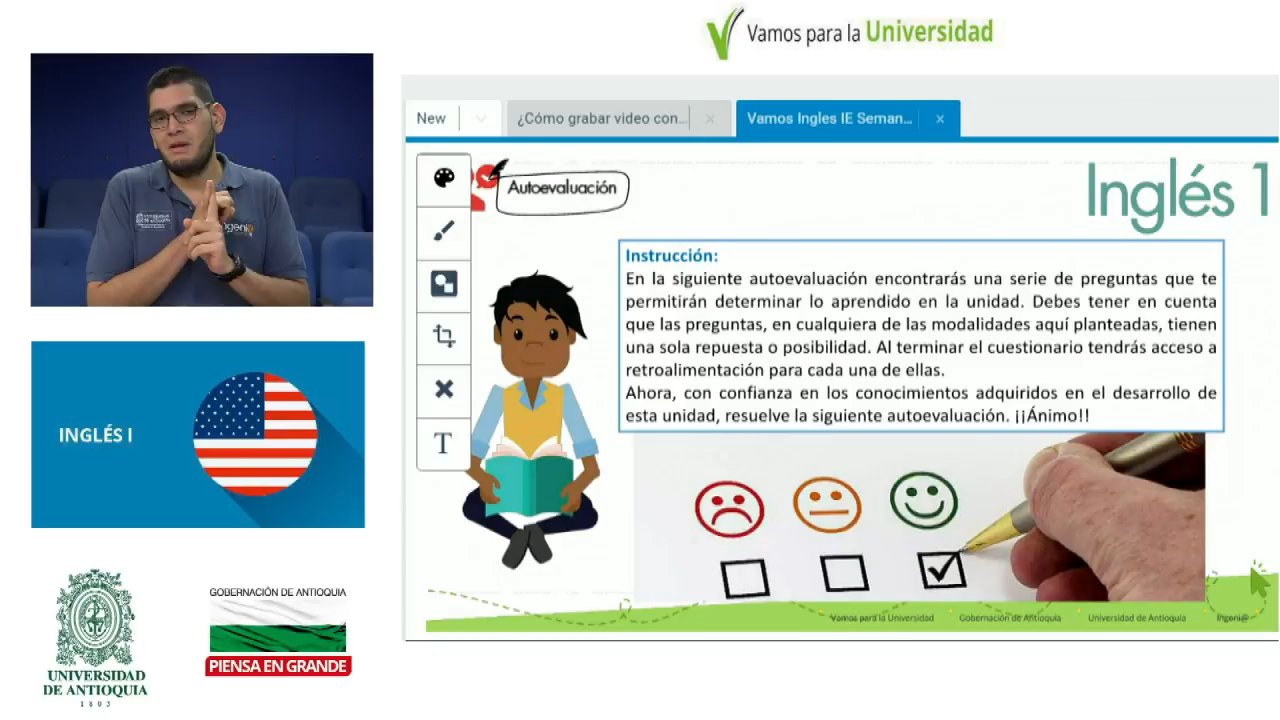 Vamos para la Universidad
New
¿Cómo grabar video con...
Vamos Ingles IE Seman...
Autoevaluación
Inglés 1
Instrucción:
En la siguiente autoevaluación encontrarás una serie de preguntas que te
permitirán determinar lo aprendido en la unidad. Debes tener en cuenta
que las preguntas, en cualquiera de las modalidades aquí planteadas, tienen
una sola repuesta o posibilidad. Al terminar el cuestionario tendrás acceso a
retroalimentación para cada una de ellas.
Ahora, con confianza en los conocimientos adquiridos en el desarrollo de
esta unidad, resuelve la siguiente autoevaluación. ¡¡Ánimo!!
T
INGLÉS I
UNIVERSIDAD
DE ANTIOQUIA
1803
GOBERNACIÓN DE ANTIOQUIA
PIENSA EN GRANDE
Vamos para la Universidad
Gobernación de Antioquia
Universidad de Antioquia
Ingeni@